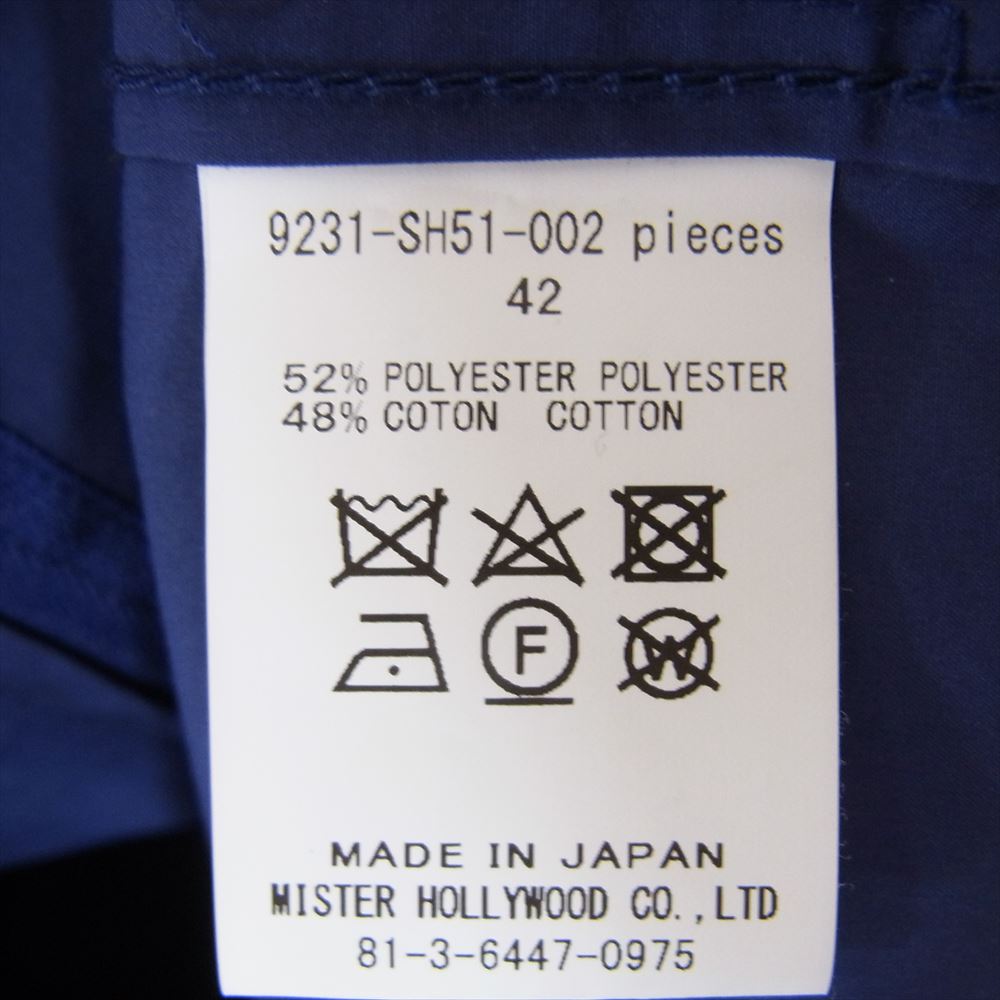 9231-SH51-002 pieces
42
52% POLYESTER POLYESTER
48% COTON COTTON
F
W
MADE IN JAPAN
MISTER HOLLYWOOD CO.,LTD
81-3-6447-0975